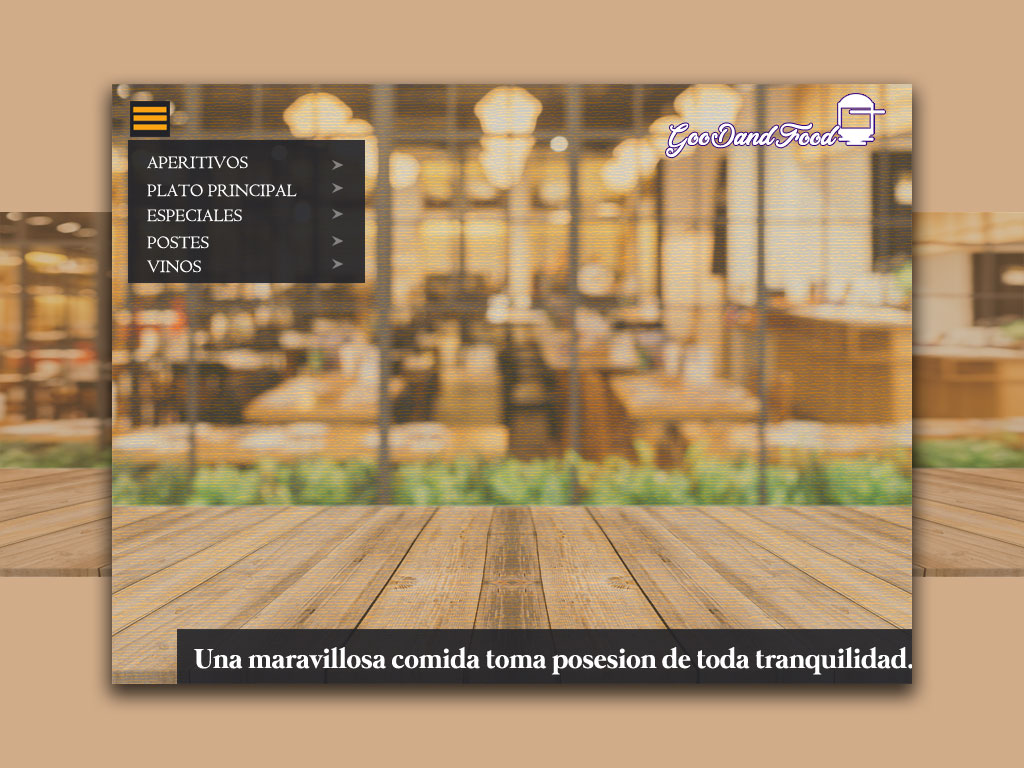 GooDandFood
APERITIVOS
PLATO PRINCIPAL
ESPECIALES
POSTES
VINOS
Una maravillosa comida toma posesion de toda tranquilidad.